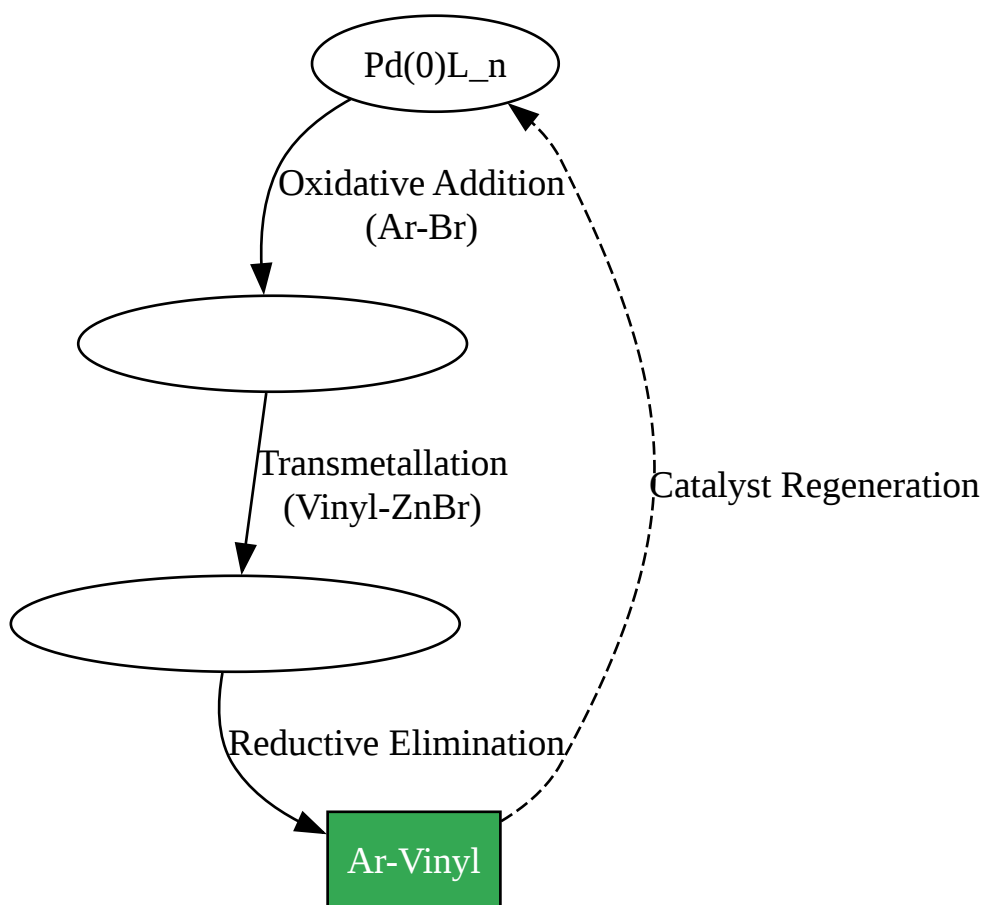 Pd(0)L_n
Oxidative Addition
(Ar-Br)
Transmetallation
(Vinyl-ZnBr)
Catalyst Regeneration
Reductive Elimination
Ar-Vinyl